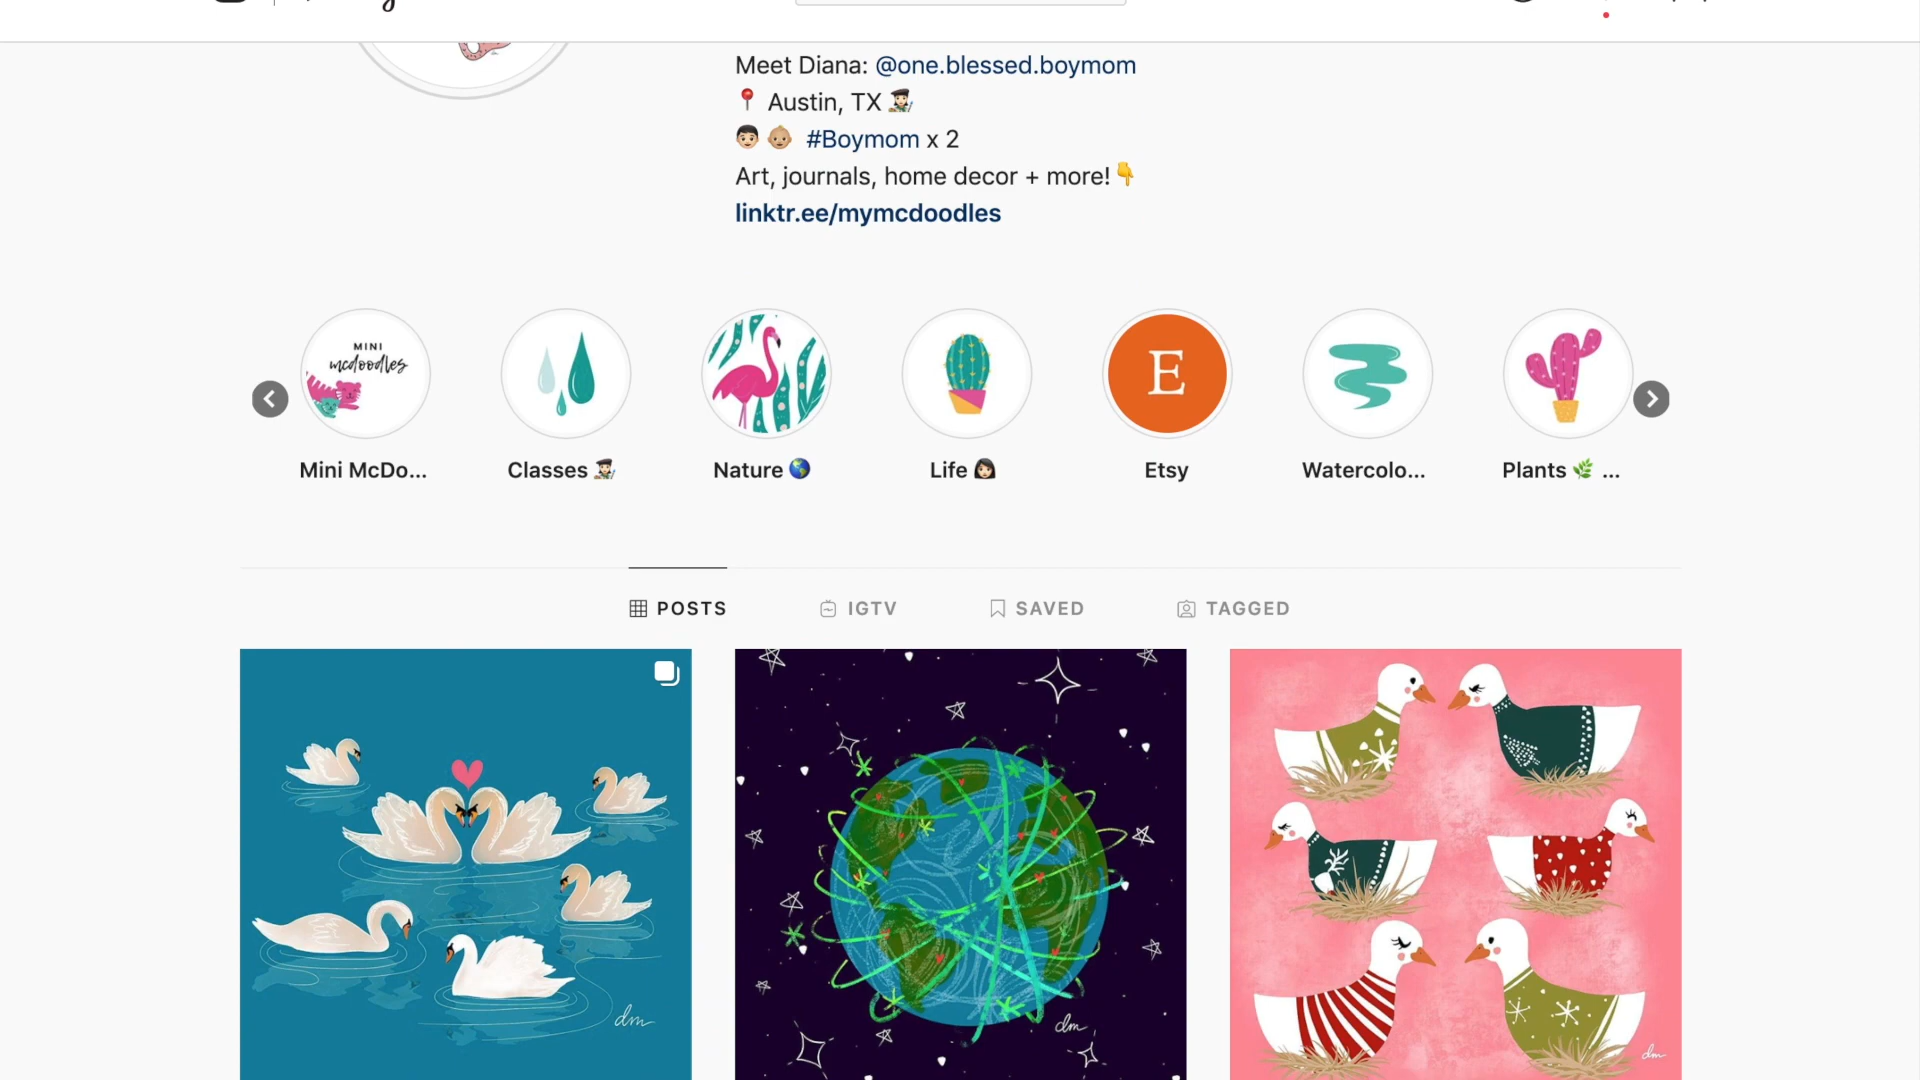 Meet Diana: @one.blessed.boymom
📍 Austin, TX 👩🏻‍🎨
👦🏻 👶🏽 #Boymom x 2
Art, journals, home decor + more!👇
linktr.ee/mymcdoodles
MINI
mcdoodles
E
Mini McDo...
Classes 👩🏻‍🎨
Nature 🌎
Life 👩🏻
Etsy
Watercolo...
Plants 🌿 ...
POSTS
IGTV
SAVED
TAGGED
dm
dm
dm